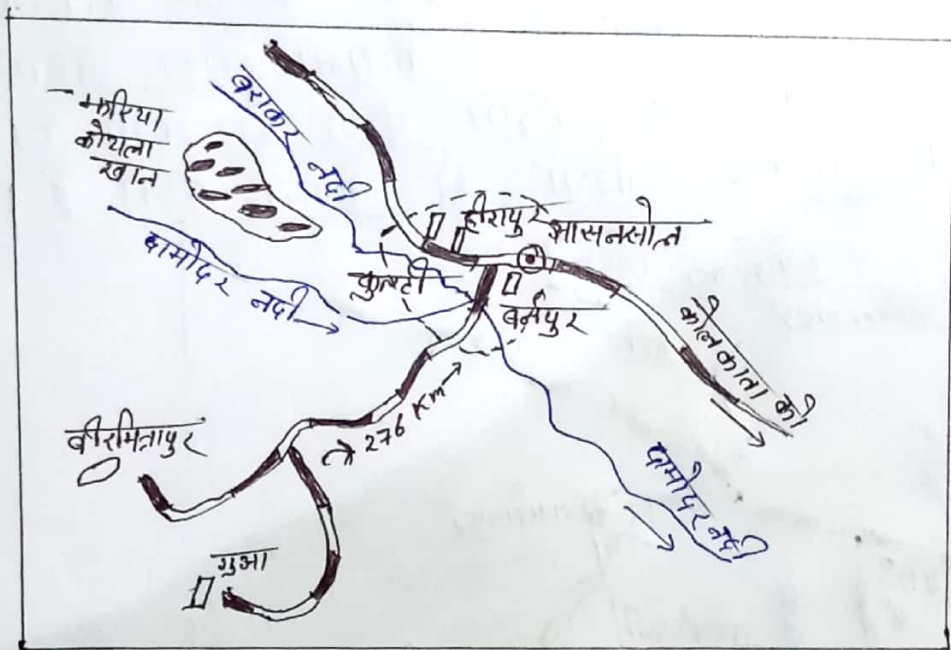 झरिया
कोयला
खान
बराकर नदी
दामोदर नदी
हीरापुर
आसनसोल
कुल्टी
बर्नपुर
कोलकाता को
276 Km
बीरमित्रापुर
गुआ
दामोदर नदी